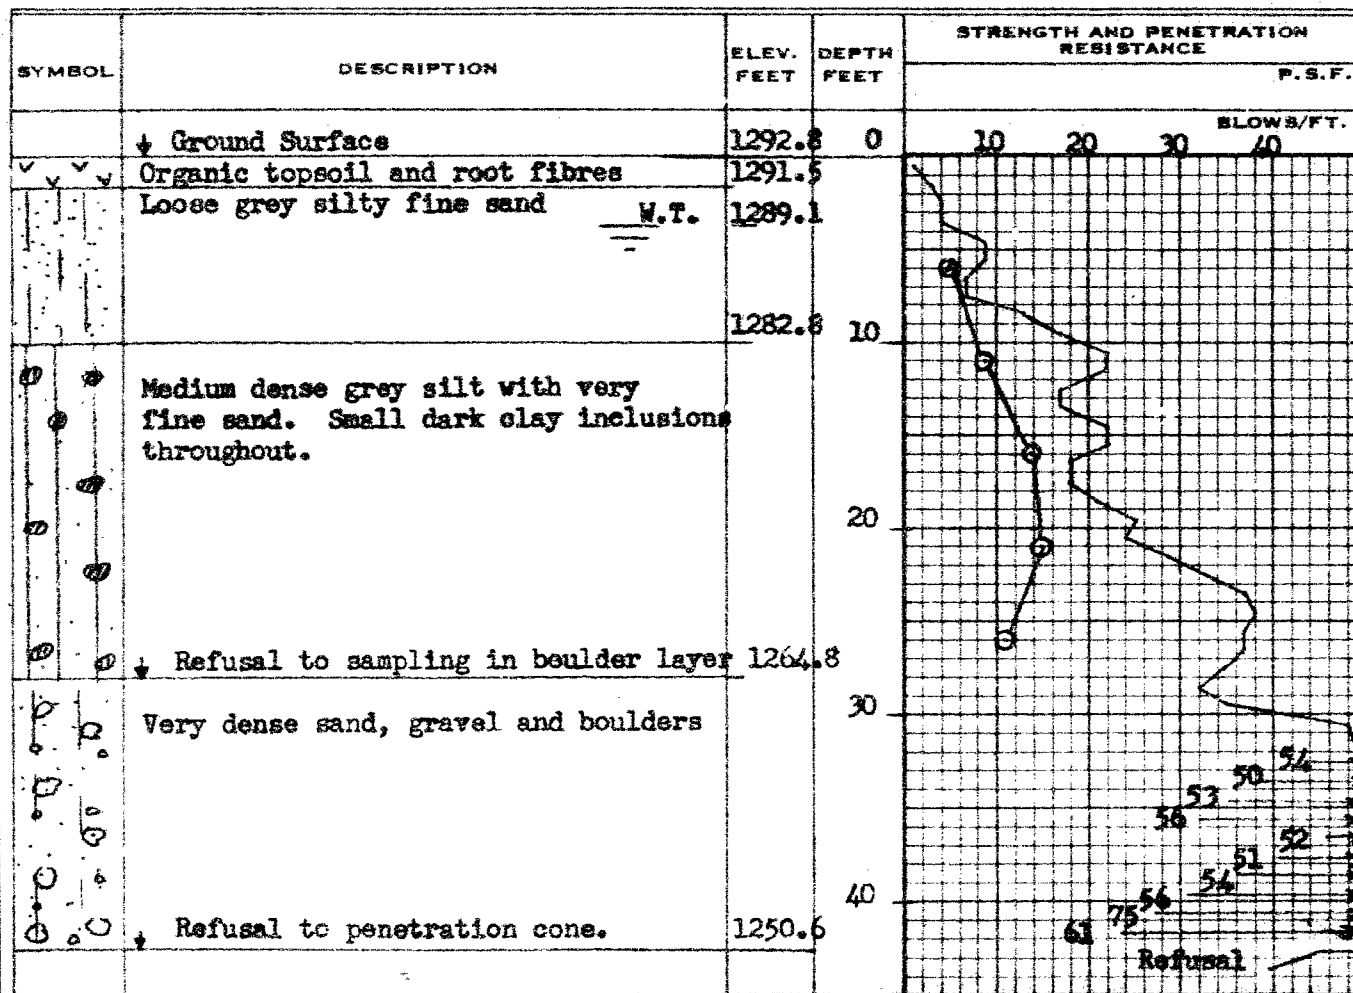 SYMBOL DESCRIPTION ELEV. FEET DEPTH FEET STRENGTH AND PENETRATION RESISTANCE
P.S.F.
BLOWS/FT.
Ground Surface 1292.8 0 10 20 30 40
Organic topsoil and root fibres 1291.5
Loose grey silty fine sand W.T. 1289.1
1282.8 10
Medium dense grey silt with very
fine sand. Small dark clay inclusions
throughout.
20
Refusal to sampling in boulder layer 1264.8
Very dense sand, gravel and boulders 30
54
50
53
56
52
51
54
40 56
75
61
Refusal to penetration cone. 1250.6
Refusal